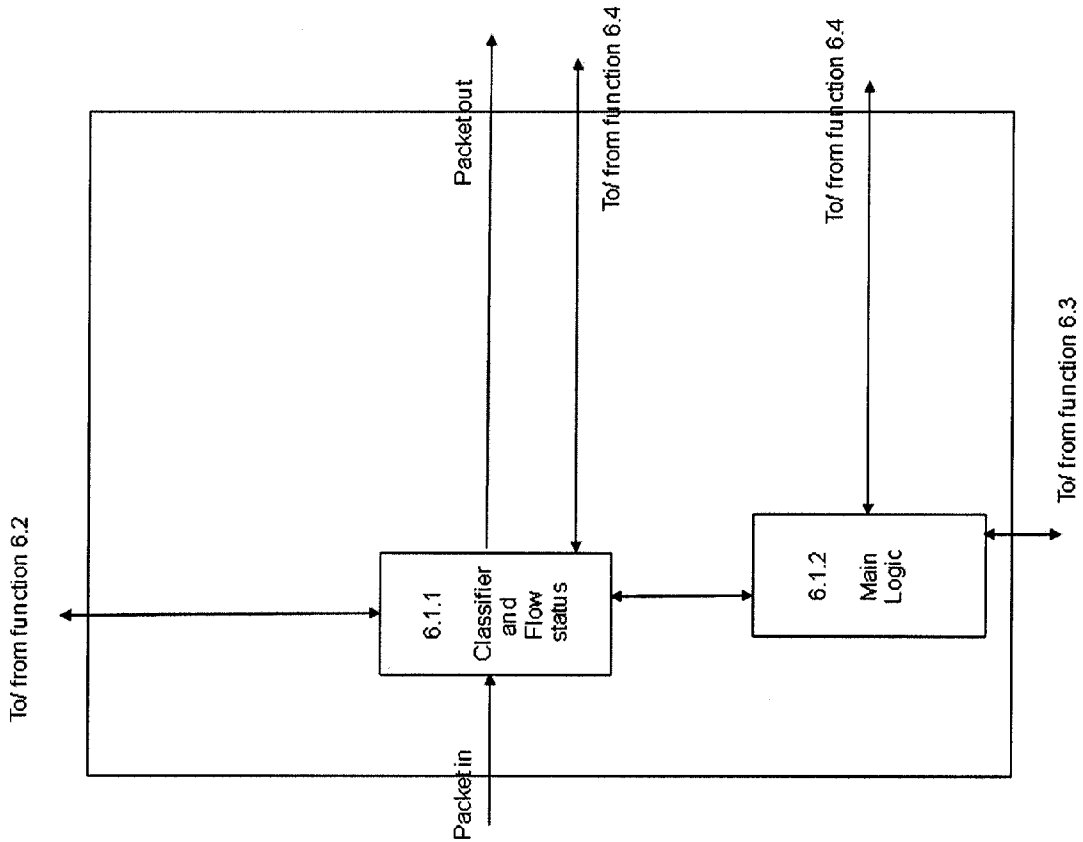 To/ from function 6.2
Packet in
6.1.1
Classifier
and
Flow
status
Packet out
To/ from function 6.4
6.1.2
Main
Logic
To/ from function 6.4
To/ from function 6.3